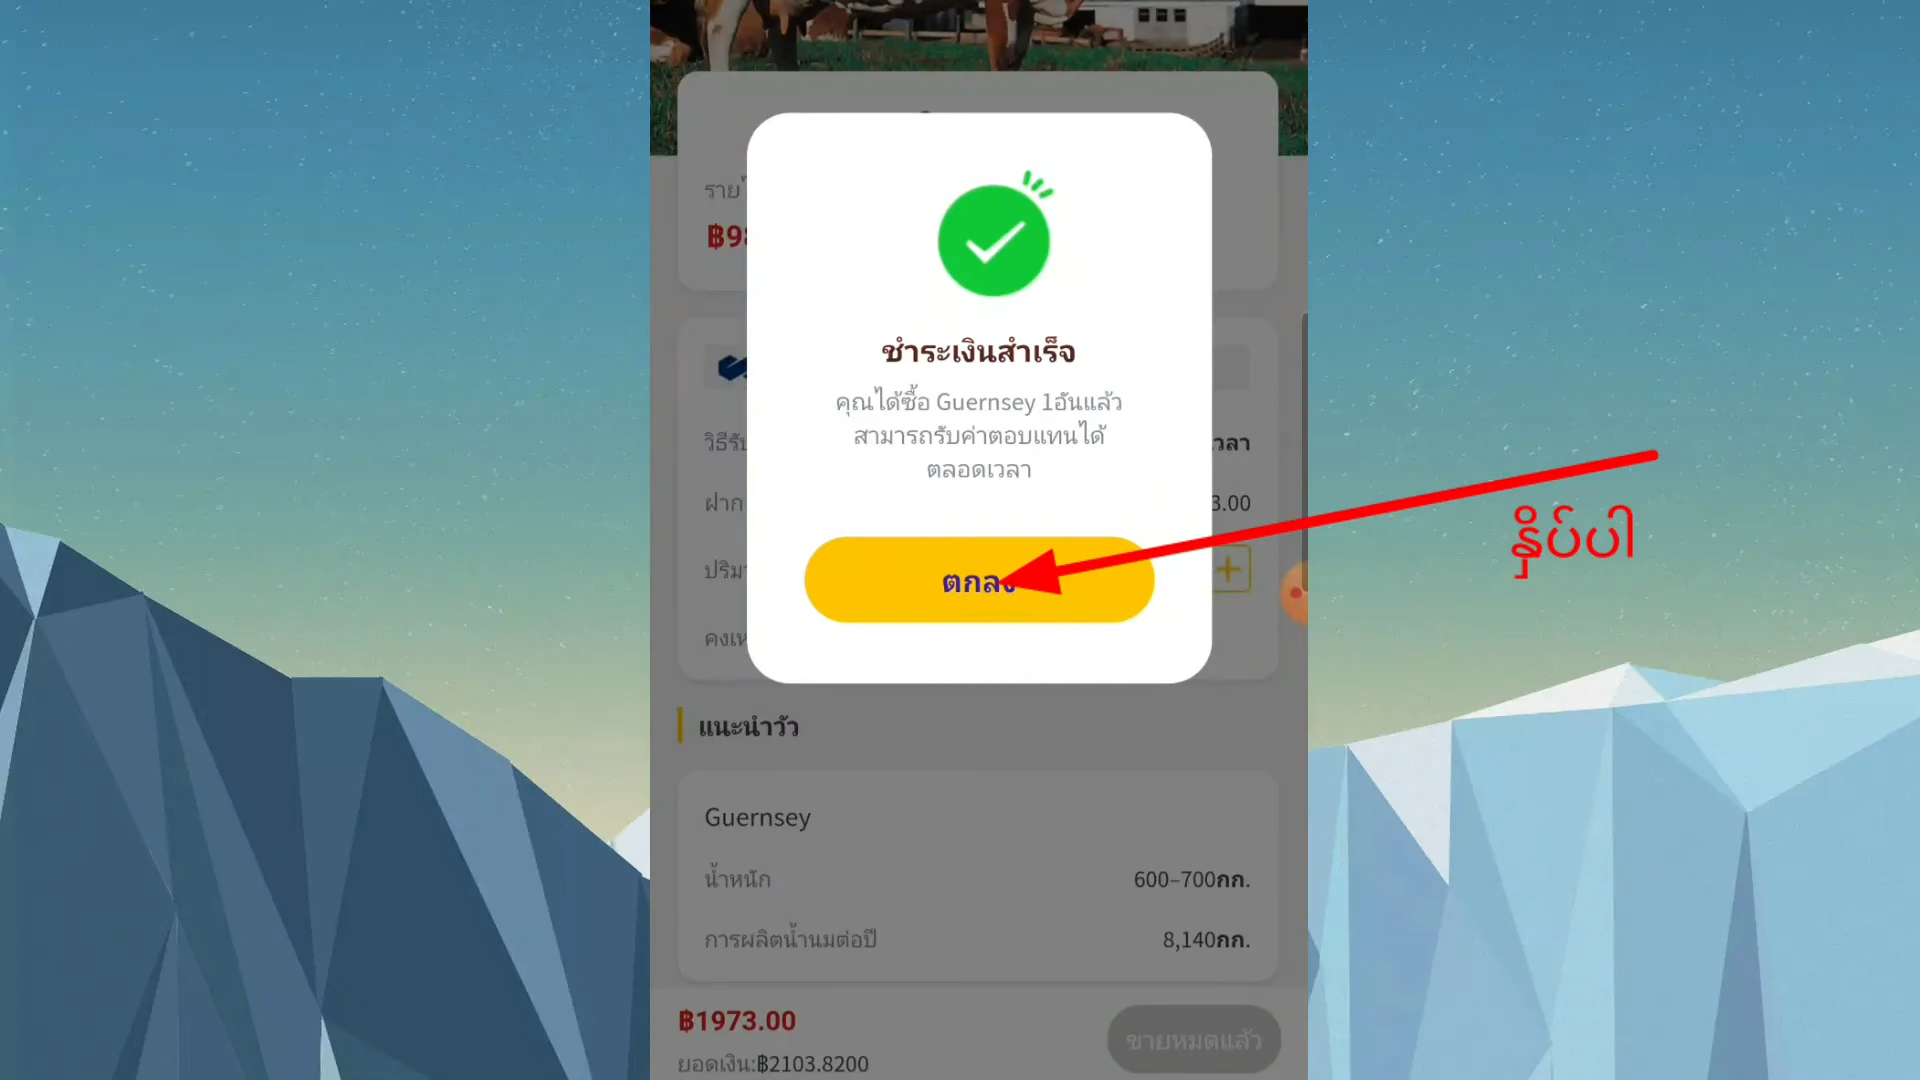 ราย
฿98
ชำระเงินสำเร็จ
คุณได้ซื้อ Guernsey 1อันแล้ว
สามารถรับค่าตอบแทนได้
ตลอดเวลา
วิธีรับ
เวลา
ฝาก
3.00
ตกลง
နှိပ်ပါ
ปริมา
คงเห
แนะนำวัว
Guernsey
น้ำหนัก 600–700กก.
การผลิตน้ำนมต่อปี 8,140กก.
฿1973.00
ยอดเงิน:฿2103.8200
ขายหมดแล้ว